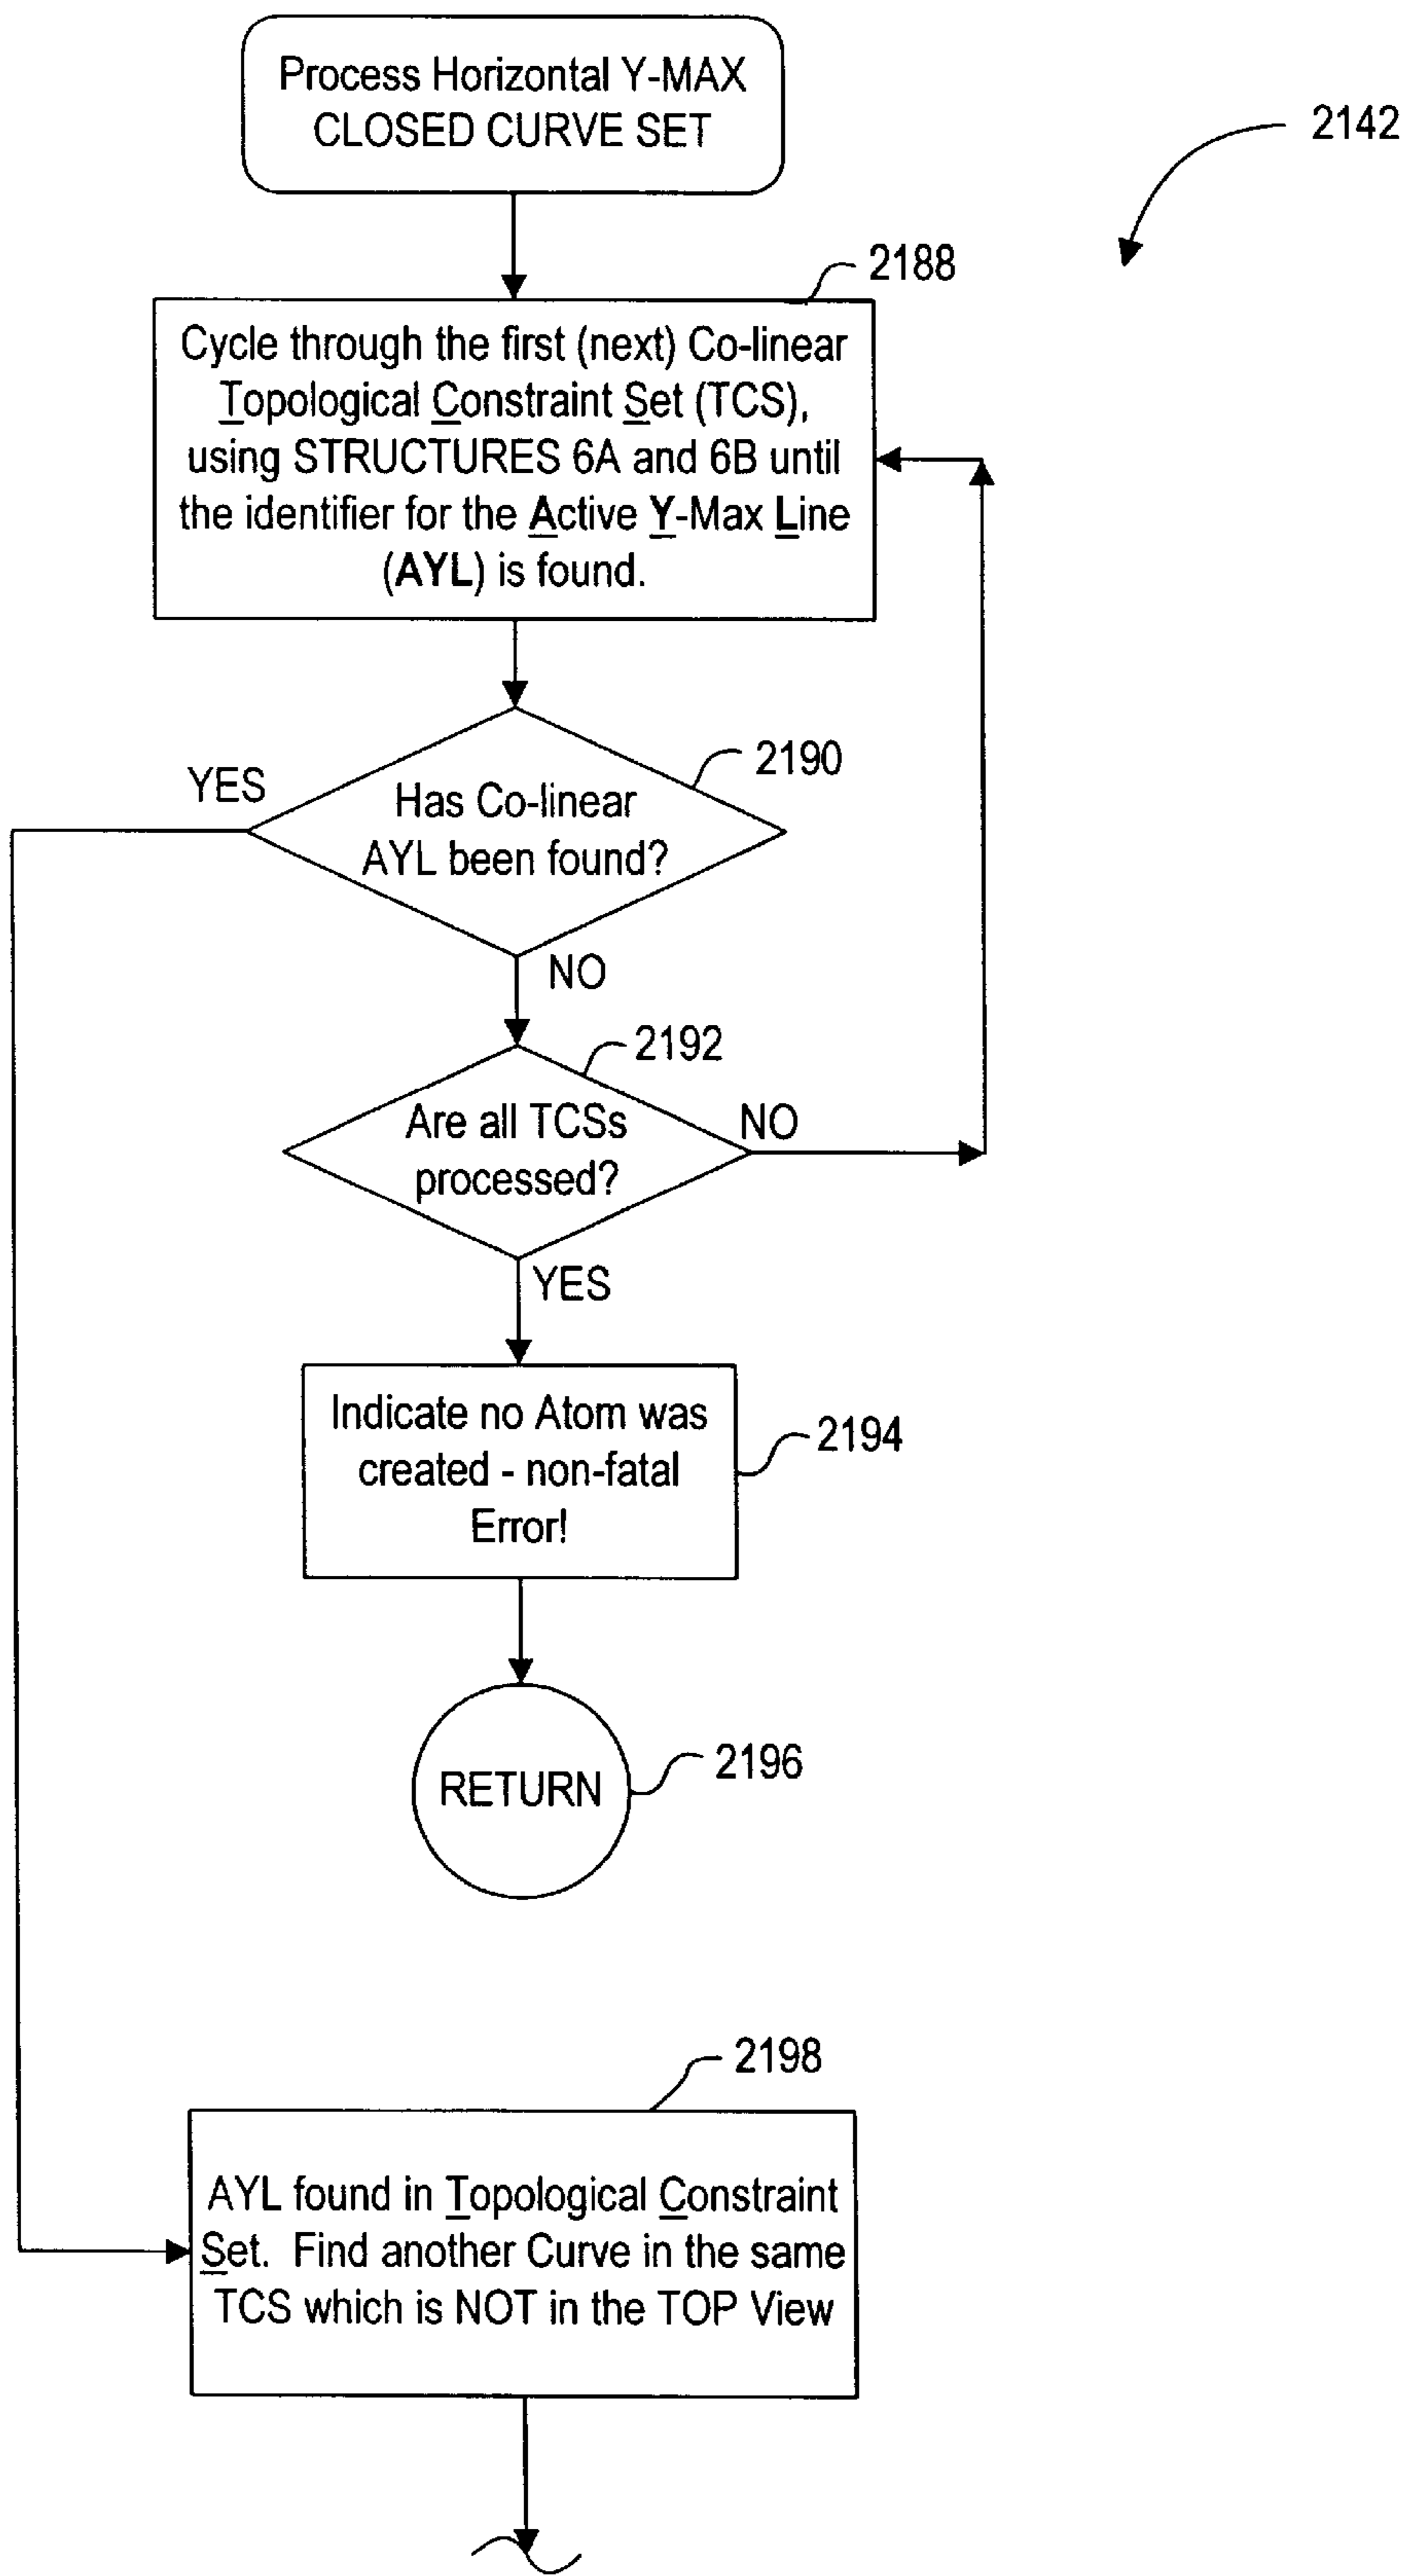 Process Horizontal Y-MAX
CLOSED CURVE SET
2142
2188
Cycle through the first (next) Co-linear
Topological Constraint Set (TCS),
using STRUCTURES 6A and 6B until
the identifier for the Active Y-Max Line
(AYL) is found.
2190
YES
Has Co-linear
AYL been found?
NO
2192
Are all TCSs
processed?
NO
YES
Indicate no Atom was
created - non-fatal
Error!
2194
RETURN
2196
2198
AYL found in Topological Constraint
Set. Find another Curve in the same
TCS which is NOT in the TOP View